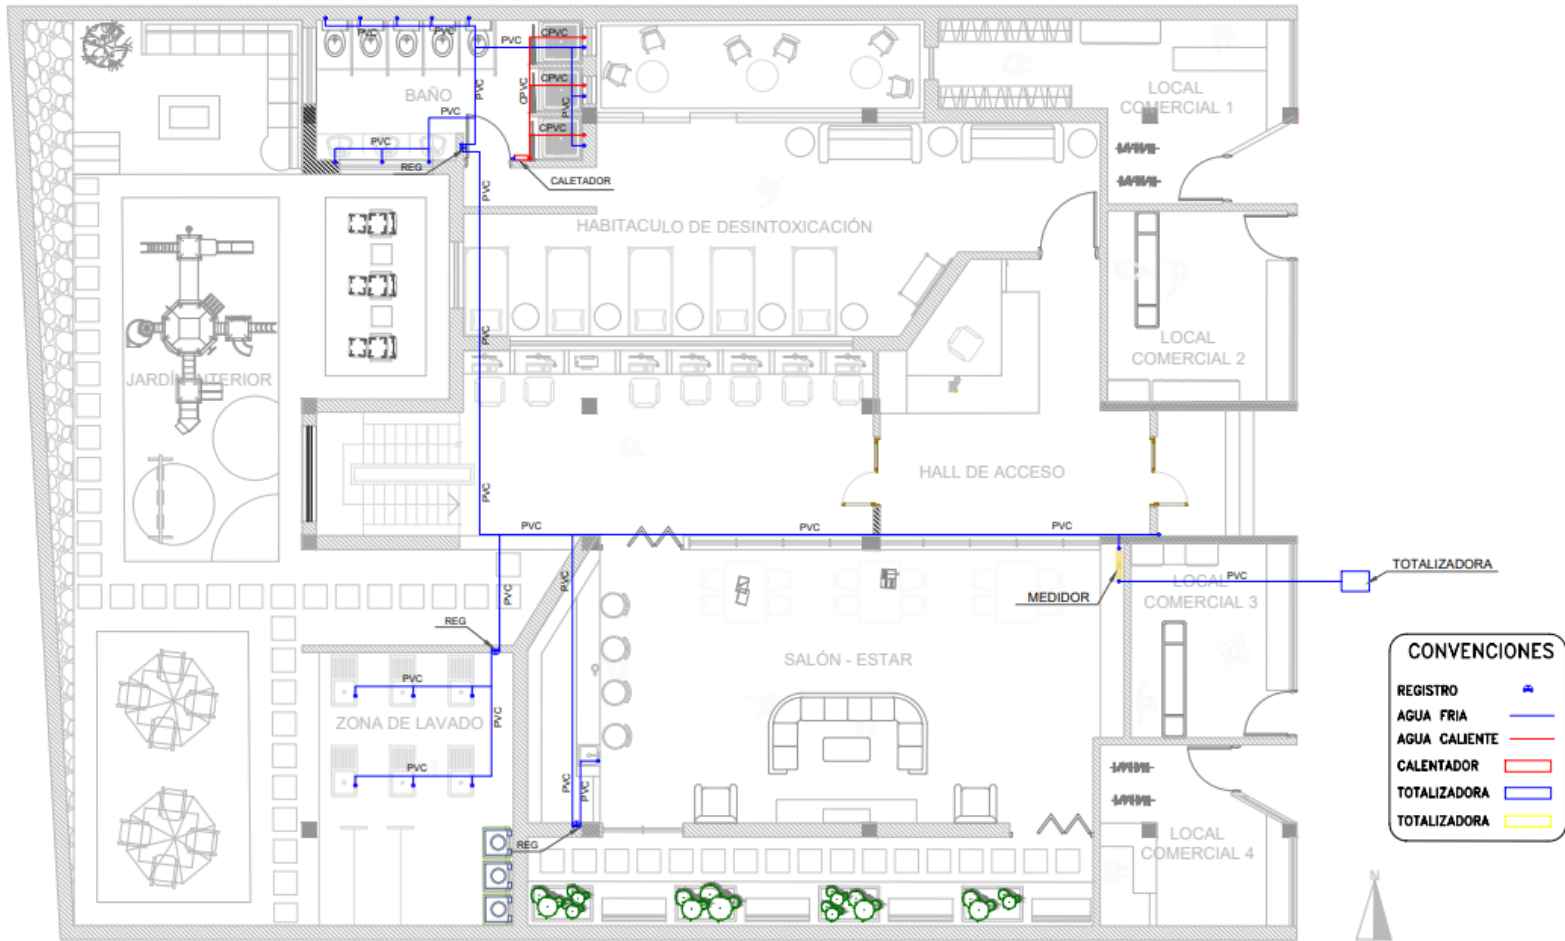 PVC
PVC
PVC
CPVC
PVC
CPVC
CPVC
PVC
BAÑO
PVC
PVC
CPVC
REG
CALETADOR
PVC
LOCAL
COMERCIAL 1
HABITACULO DE DESINTOXICACIÓN
PVC
LOCAL
COMERCIAL 2
JARDÍN INTERIOR
HALL DE ACCESO
PVC
PVC
PVC
PVC
PVC
PVC
PVC
TOTALIZADORA
LOCAL
COMERCIAL 3
MEDIDOR
REG
SALÓN - ESTAR
PVC
ZONA DE LAVADO
PVC
PVC
PVC
PVC
REG
LOCAL
COMERCIAL 4
CONVENCIONES
REGISTRO
AGUA FRIA
AGUA CALIENTE
CALENTADOR
TOTALIZADORA
TOTALIZADORA
N